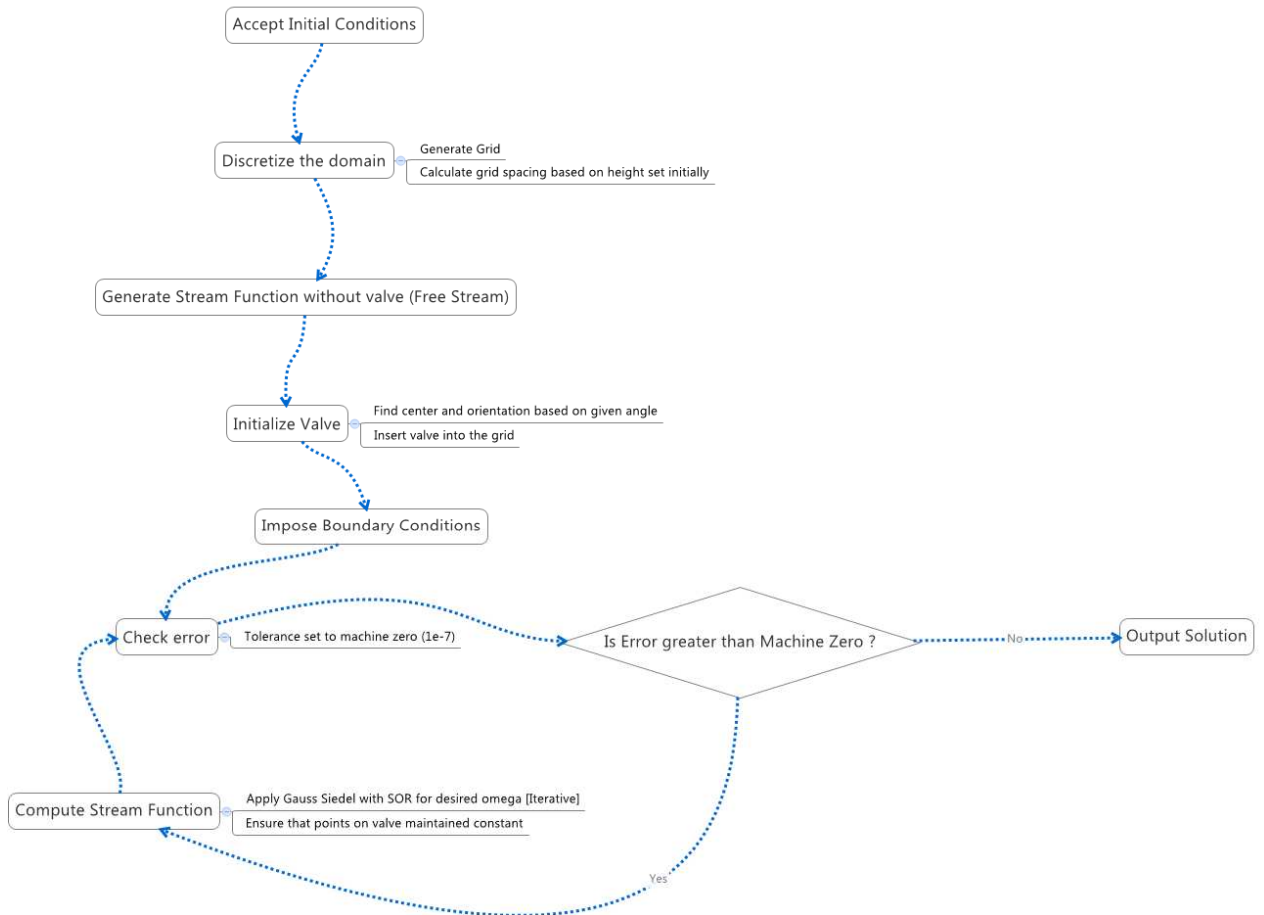 Accept Initial Conditions
Discretize the domain
Generate Grid
Calculate grid spacing based on height set initially
Generate Stream Function without valve (Free Stream)
Initialize Valve
Find center and orientation based on given angle
Insert valve into the grid
Impose Boundary Conditions
Check error
Tolerance set to machine zero (1e-7)
Is Error greater than Machine Zero ?
No
Output Solution
Compute Stream Function
Apply Gauss Siedel with SOR for desired omega [Iterative]
Ensure that points on valve maintained constant
Yes